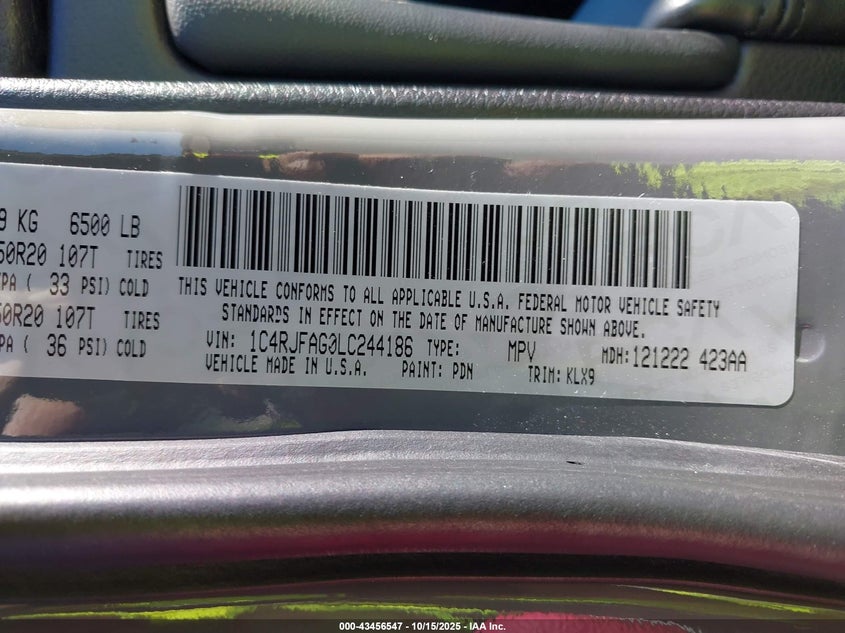 9 KG 6500 LB
50R20 107T TIRES
PA ( 33 PSI) COLD
50R20 107T TIRES
PA ( 36 PSI) COLD
THIS VEHICLE CONFORMS TO ALL APPLICABLE U.S.A. FEDERAL MOTOR VEHICLE SAFETY
STANDARDS IN EFFECT ON THE DATE OF MANUFACTURE SHOWN ABOVE.
VIN: 1C4RJFAG0LC244186 TYPE: MPV MDH: 121222 423AA
VEHICLE MADE IN U.S.A. PAINT: PDN TRIM: KLX9
000-43456547 - 10/15/2025 - IAA Inc.